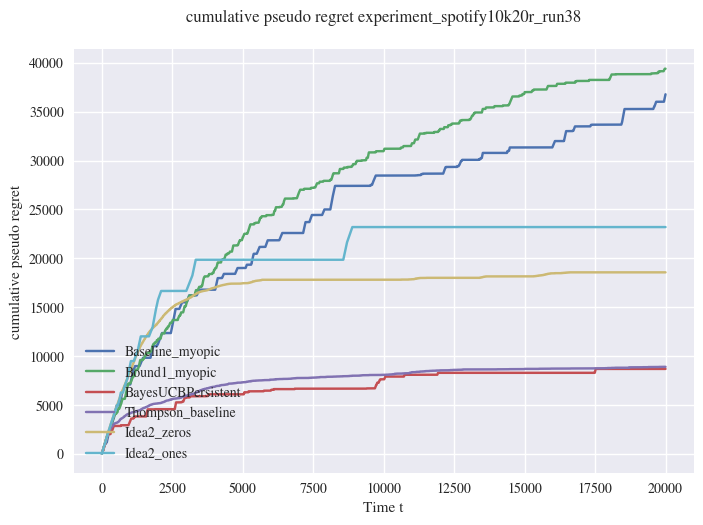 cumulative pseudo regret experiment_spotify10k20r_run38
40000
35000
30000
25000
20000
15000
10000
5000
0
cumulative pseudo regret
Baseline_myopic
Bound1_myopic
BayesUCBPersistent
Thompson_baseline
Idea2_zeros
Idea2_ones
0 2500 5000 7500 10000 12500 15000 17500 20000
Time t